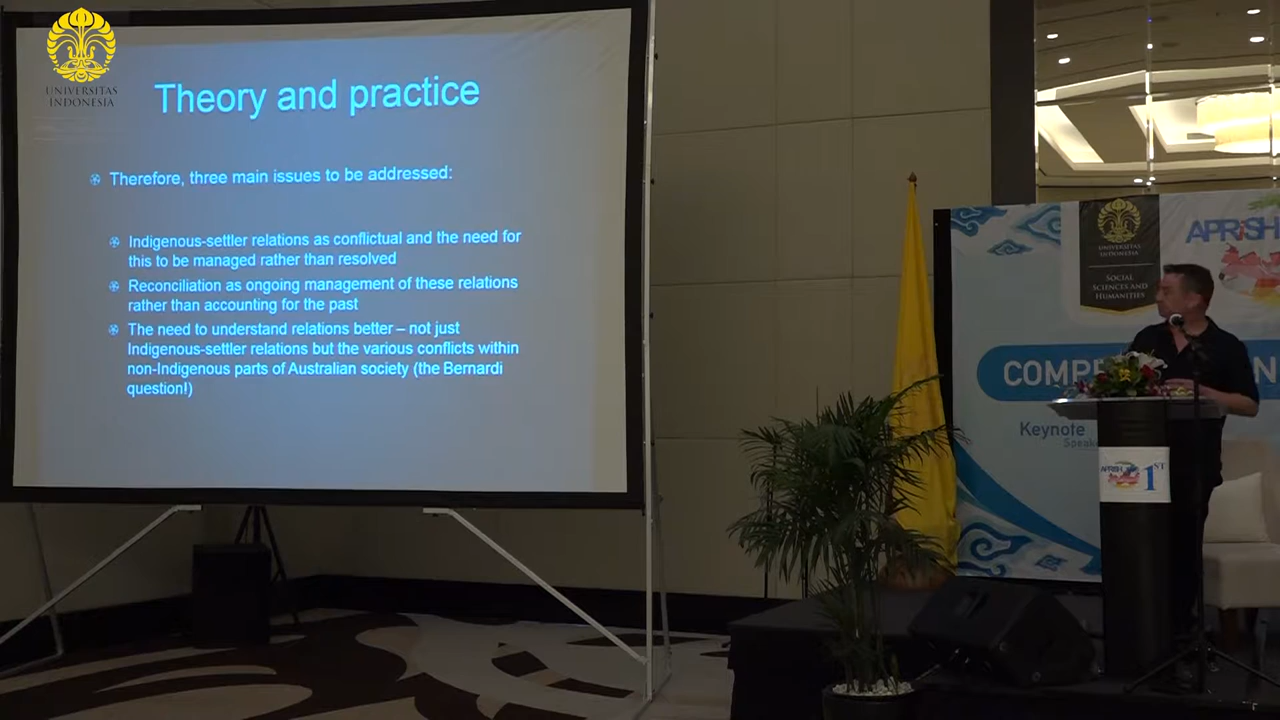 UNIVERSITAS
INDONESIA
Theory and practice
Therefore, three main issues to be addressed:
Indigenous-settler relations as conflictual and the need for
this to be managed rather than resolved
Reconciliation as ongoing management of these relations
rather than accounting for the past
The need to understand relations better – not just
Indigenous-settler relations but the various conflicts within
non-Indigenous parts of Australian society (the Bernardi
question!)
UNIVERSITAS
INDONESIA
SOCIAL
SCIENCES AND
HUMANITIES
APRiSH
COMP
Keynote
Speake
APRISH
1ST